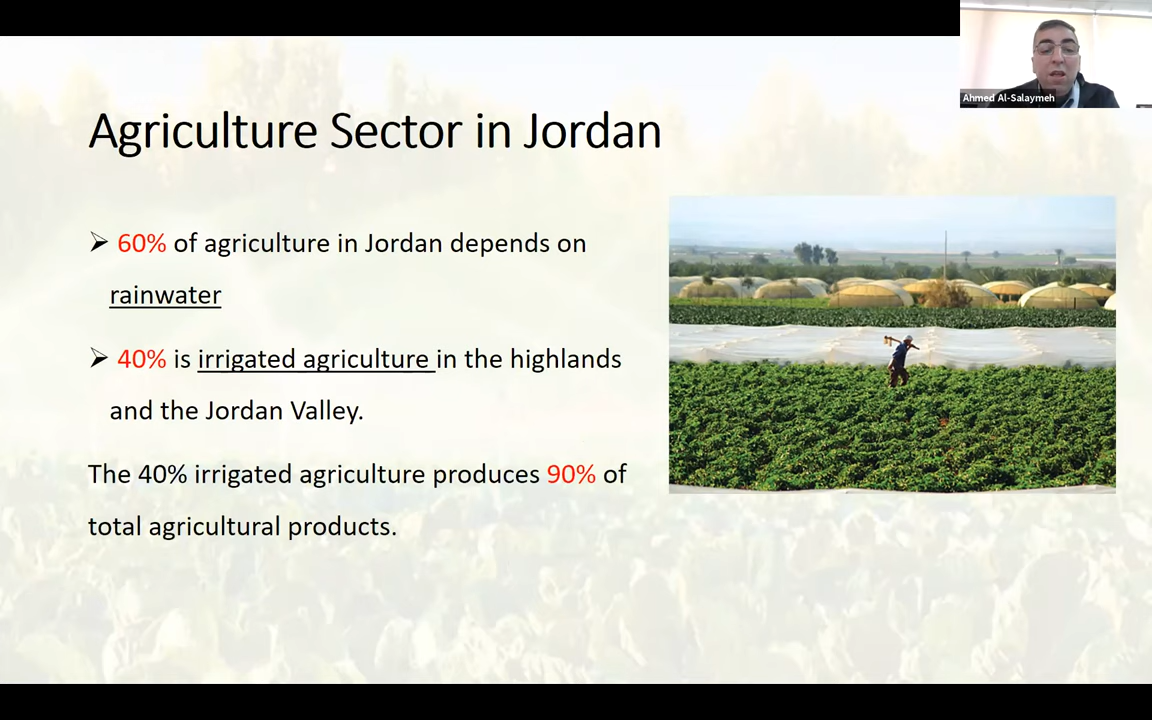 Ahmed Al-Salaymeh
Agriculture Sector in Jordan
➢ 60% of agriculture in Jordan depends on
rainwater
➢ 40% is irrigated agriculture in the highlands
and the Jordan Valley.
The 40% irrigated agriculture produces 90% of
total agricultural products.